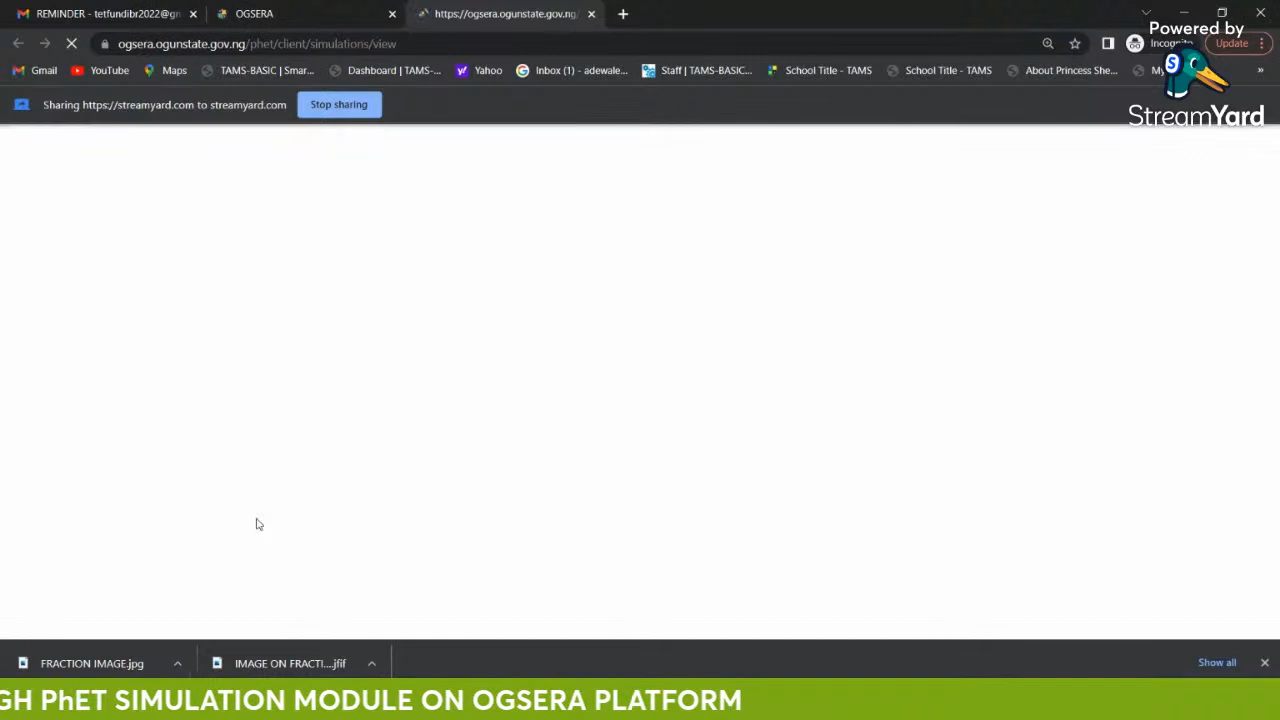 REMINDER - tetfundibr2022@gm
OGSERA
https://ogsera.ogunstate.gov.ng/
Powered by
StreamYard
ogsera.ogunstate.gov.ng/phet/client/simulations/view
Incognito
Update
Gmail
YouTube
Maps
TAMS-BASIC | Smar...
Dashboard | TAMS-...
Yahoo
Inbox (1) - adewale...
Staff | TAMS-BASIC...
School Title - TAMS
School Title - TAMS
About Princess She...
My
Sharing https://streamyard.com to streamyard.com
Stop sharing
FRACTION IMAGE.jpg
IMAGE ON FRACTI....jfif
Show all
GH PhET SIMULATION MODULE ON OGSERA PLATFORM